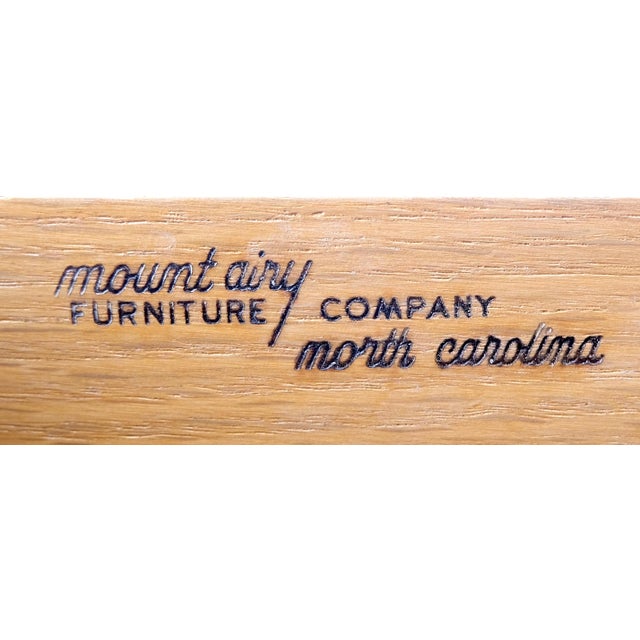 mount airy
FURNITURE COMPANY
north carolina